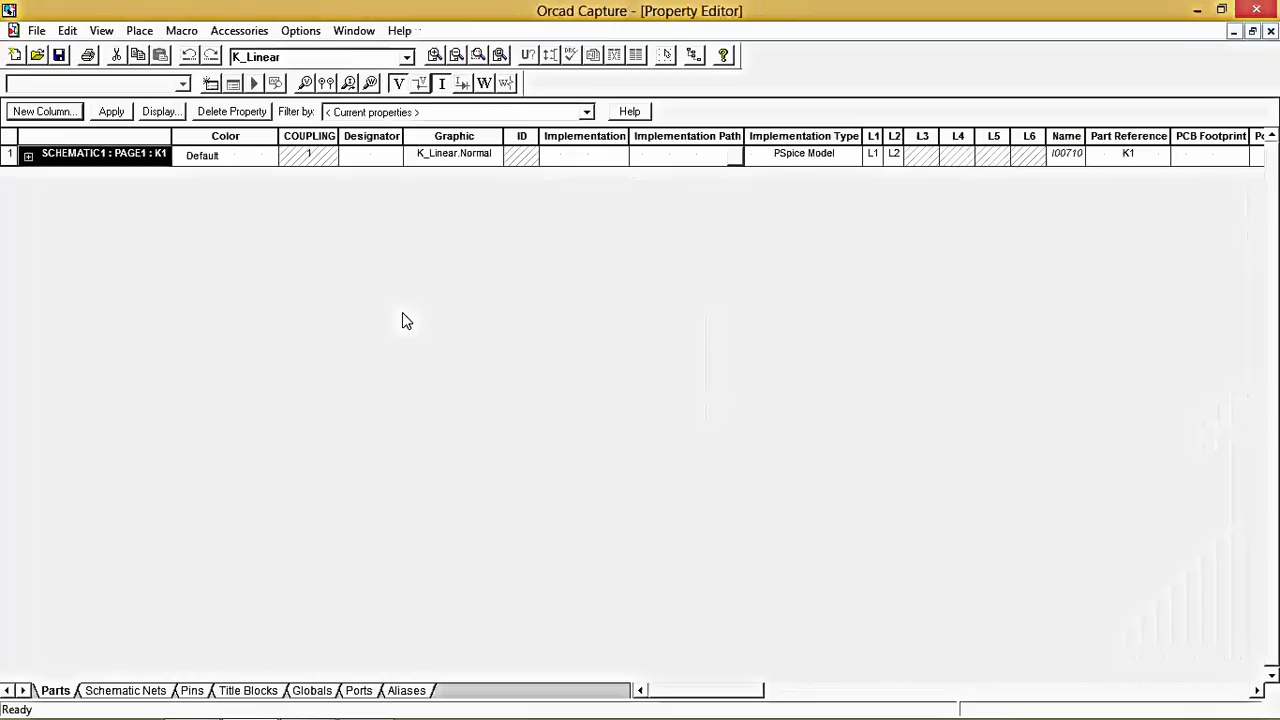 Orcad Capture - [Property Editor]
File Edit View Place Macro Accessories Options Window Help
K_Linear
U? V I W
New Column... Apply Display... Delete Property Filter by: < Current properties > Help
Color COUPLING Designator Graphic ID Implementation Implementation Path Implementation Type L1 L2 L3 L4 L5 L6 Name Part Reference PCB Footprint
1 SCHEMATIC1 : PAGE1 : K1 Default 1 K_Linear.Normal PSpice Model L1 L2 I00710 K1
Parts Schematic Nets Pins Title Blocks Globals Ports Aliases
Ready